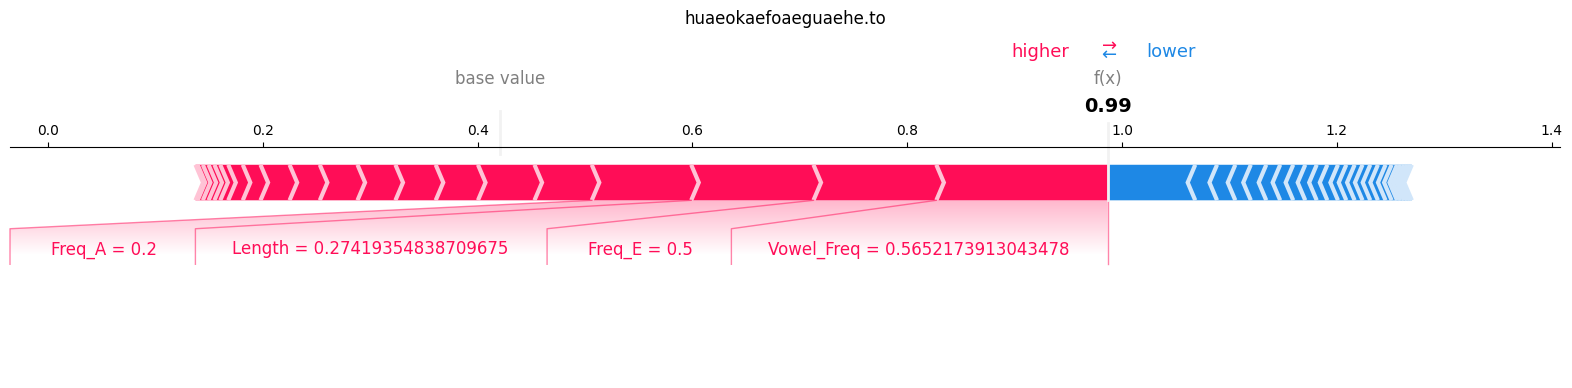 huaeokaefoaeguaehe.to
higher → ← lower
base value f(x)
0.99
0.0 0.2 0.4 0.6 0.8 1.0 1.2 1.4
Freq_A = 0.2 Length = 0.27419354838709675 Freq_E = 0.5 Vowel_Freq = 0.5652173913043478